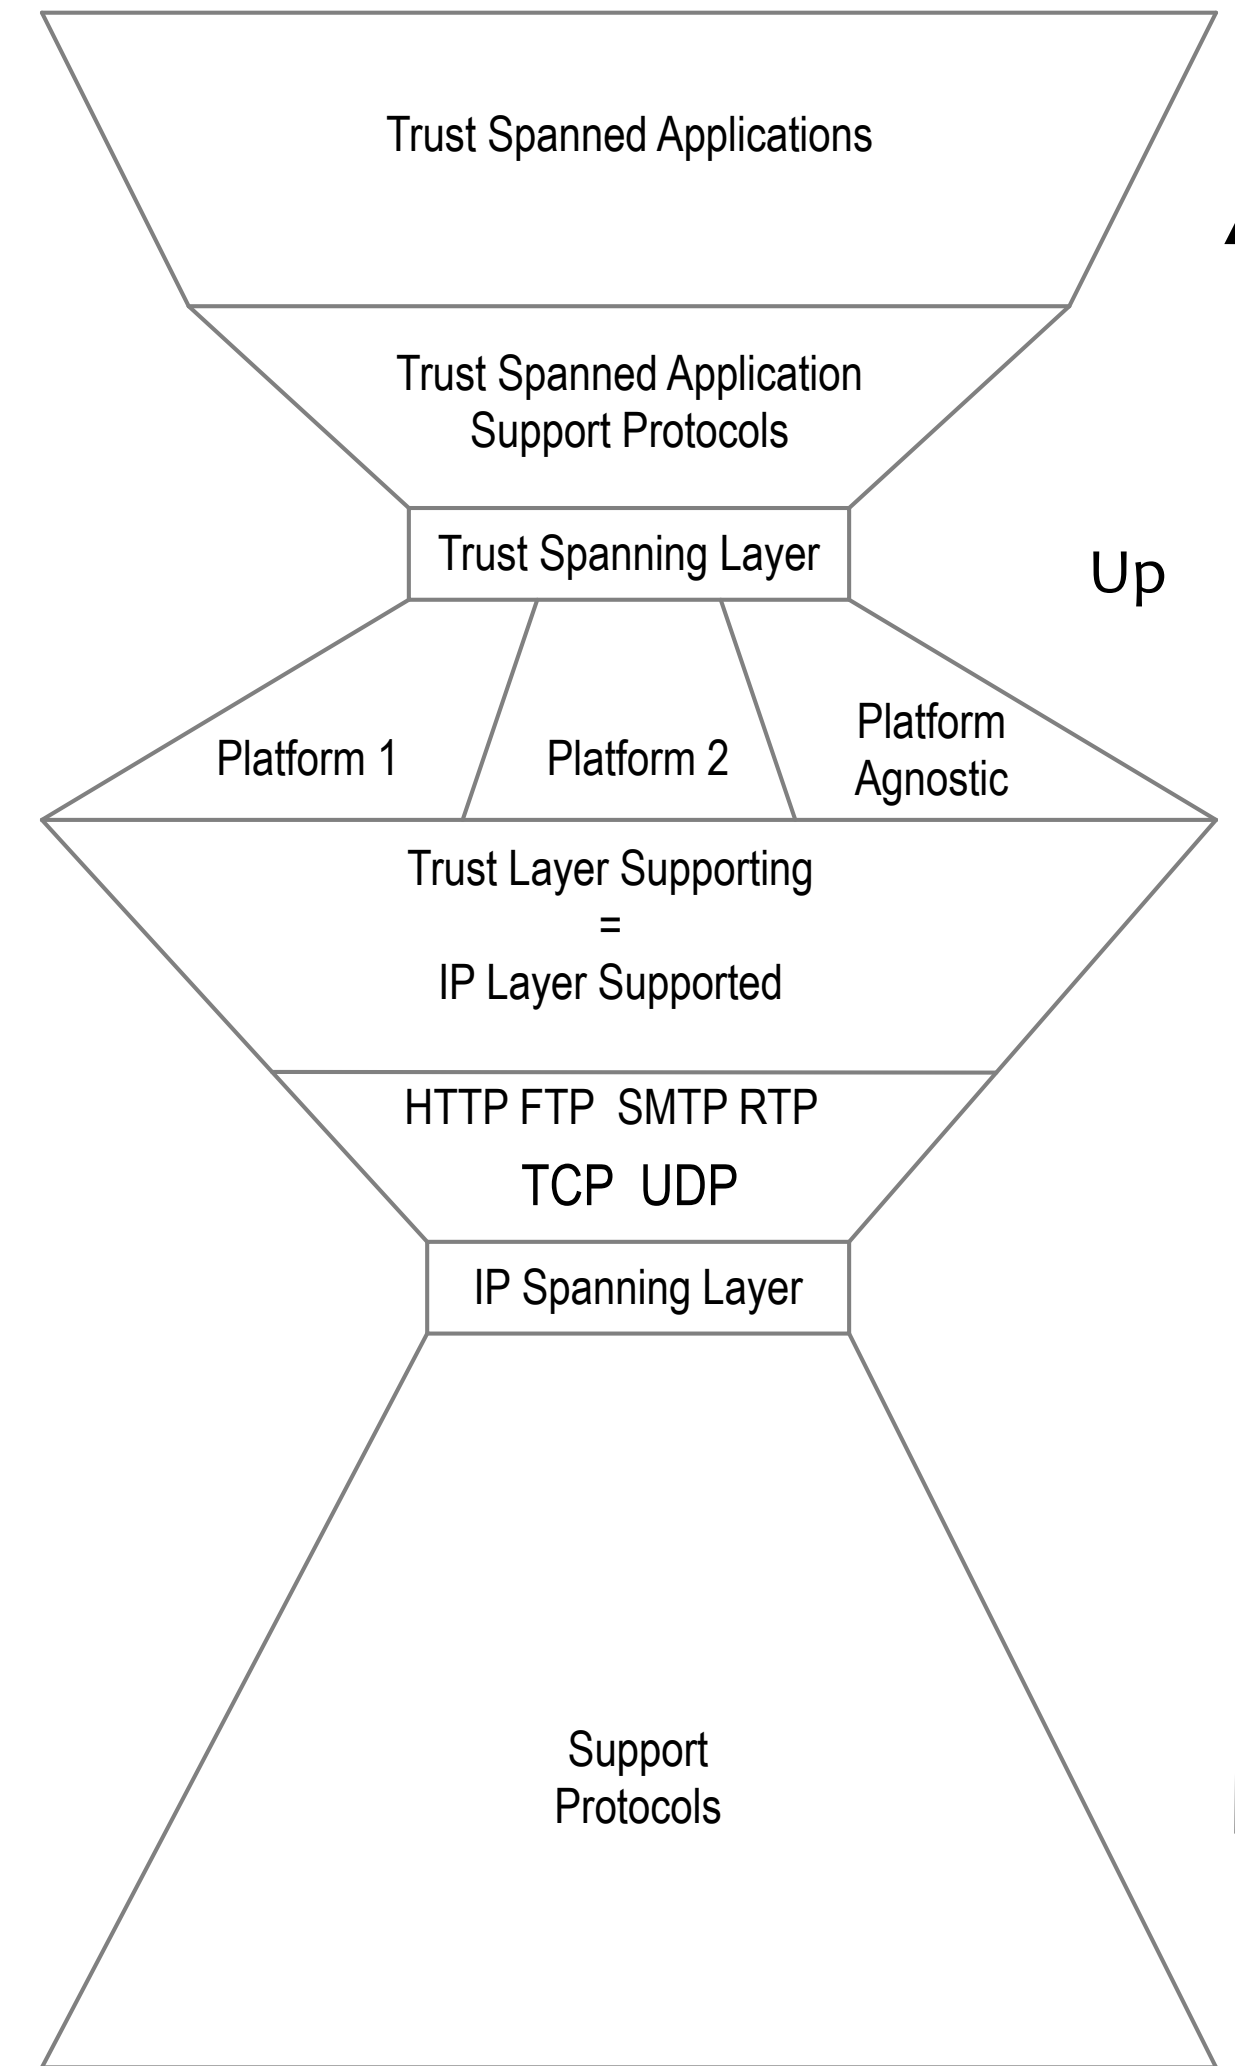 Trust Spanned Applications
Trust Spanned Application
Support Protocols
Trust Spanning Layer
Up
Platform 1
Platform 2
Platform
Agnostic
Trust Layer Supporting
=
IP Layer Supported
HTTP FTP SMTP RTP
TCP UDP
IP Spanning Layer
Support
Protocols